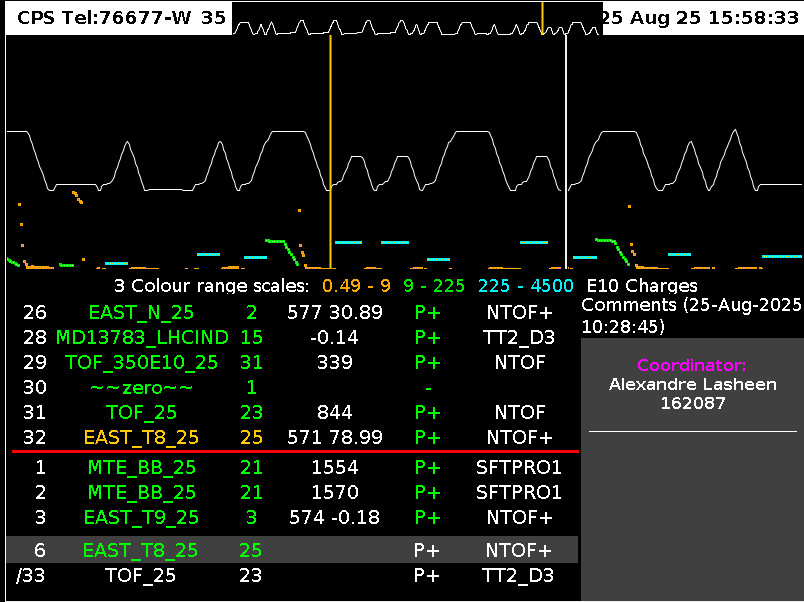 CPS Tel:76677-W 35 25 Aug 25 15:58:33
3 Colour range scales: 0.49 - 9 9 - 225 225 - 4500 E10 Charges
Comments (25-Aug-2025
10:28:45)
26 EAST_N_25 2 577 30.89 P+ NTOF+
28 MD13783_LHCIND 15 -0.14 P+ TT2_D3
29 TOF_350E10_25 31 339 P+ NTOF
30 ~~zero~~ 1 -
31 TOF_25 23 844 P+ NTOF
32 EAST_T8_25 25 571 78.99 P+ NTOF+
1 MTE_BB_25 21 1554 P+ SFTPRO1
2 MTE_BB_25 21 1570 P+ SFTPRO1
3 EAST_T9_25 3 574 -0.18 P+ NTOF+
6 EAST_T8_25 25 P+ NTOF+
/33 TOF_25 23 P+ TT2_D3
Coordinator:
Alexandre Lasheen
162087